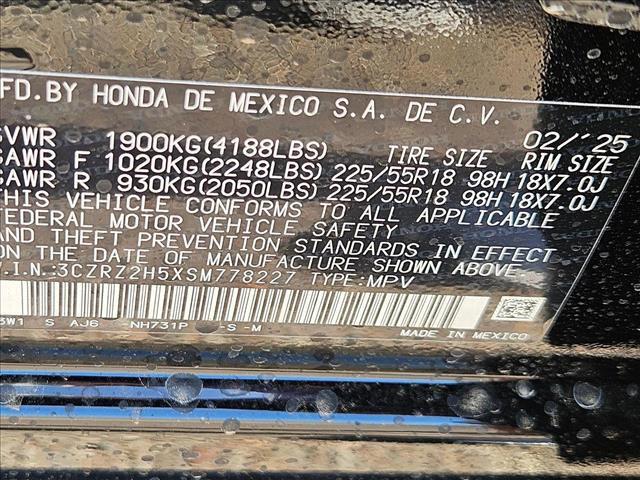 MFD.BY HONDA DE MEXICO S.A. DE C.V.
02/'25
GVWR 1900KG(4188LBS) TIRE SIZE RIM SIZE
GAWR F 1020KG(2248LBS) 225/55R18 98H 18X7.0J
GAWR R 930KG(2050LBS) 225/55R18 98H 18X7.0J
THIS VEHICLE CONFORMS TO ALL APPLICABLE
FEDERAL MOTOR VEHICLE SAFETY
AND THEFT PREVENTION STANDARDS IN EFFECT
ON THE DATE OF MANUFACTURE SHOWN ABOVE.
V.I.N.:3CZRZ2H5XSM778227 TYPE:MPV
3W1 S AJ6 NH731P -S-M
MADE IN MEXICO